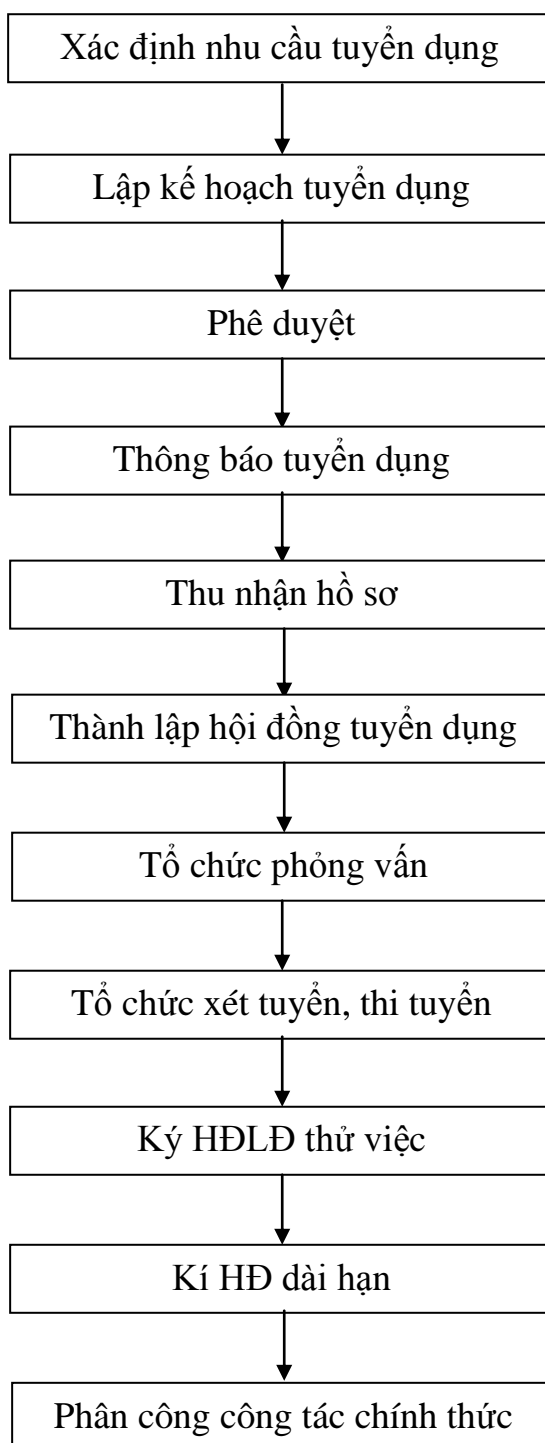 Xác định nhu cầu tuyển dụng
Lập kế hoạch tuyển dụng
Phê duyệt
Thông báo tuyển dụng
Thu nhận hồ sơ
Thành lập hội đồng tuyển dụng
Tổ chức phỏng vấn
Tổ chức xét tuyển, thi tuyển
Ký HĐLĐ thử việc
Kí HĐ dài hạn
Phân công công tác chính thức